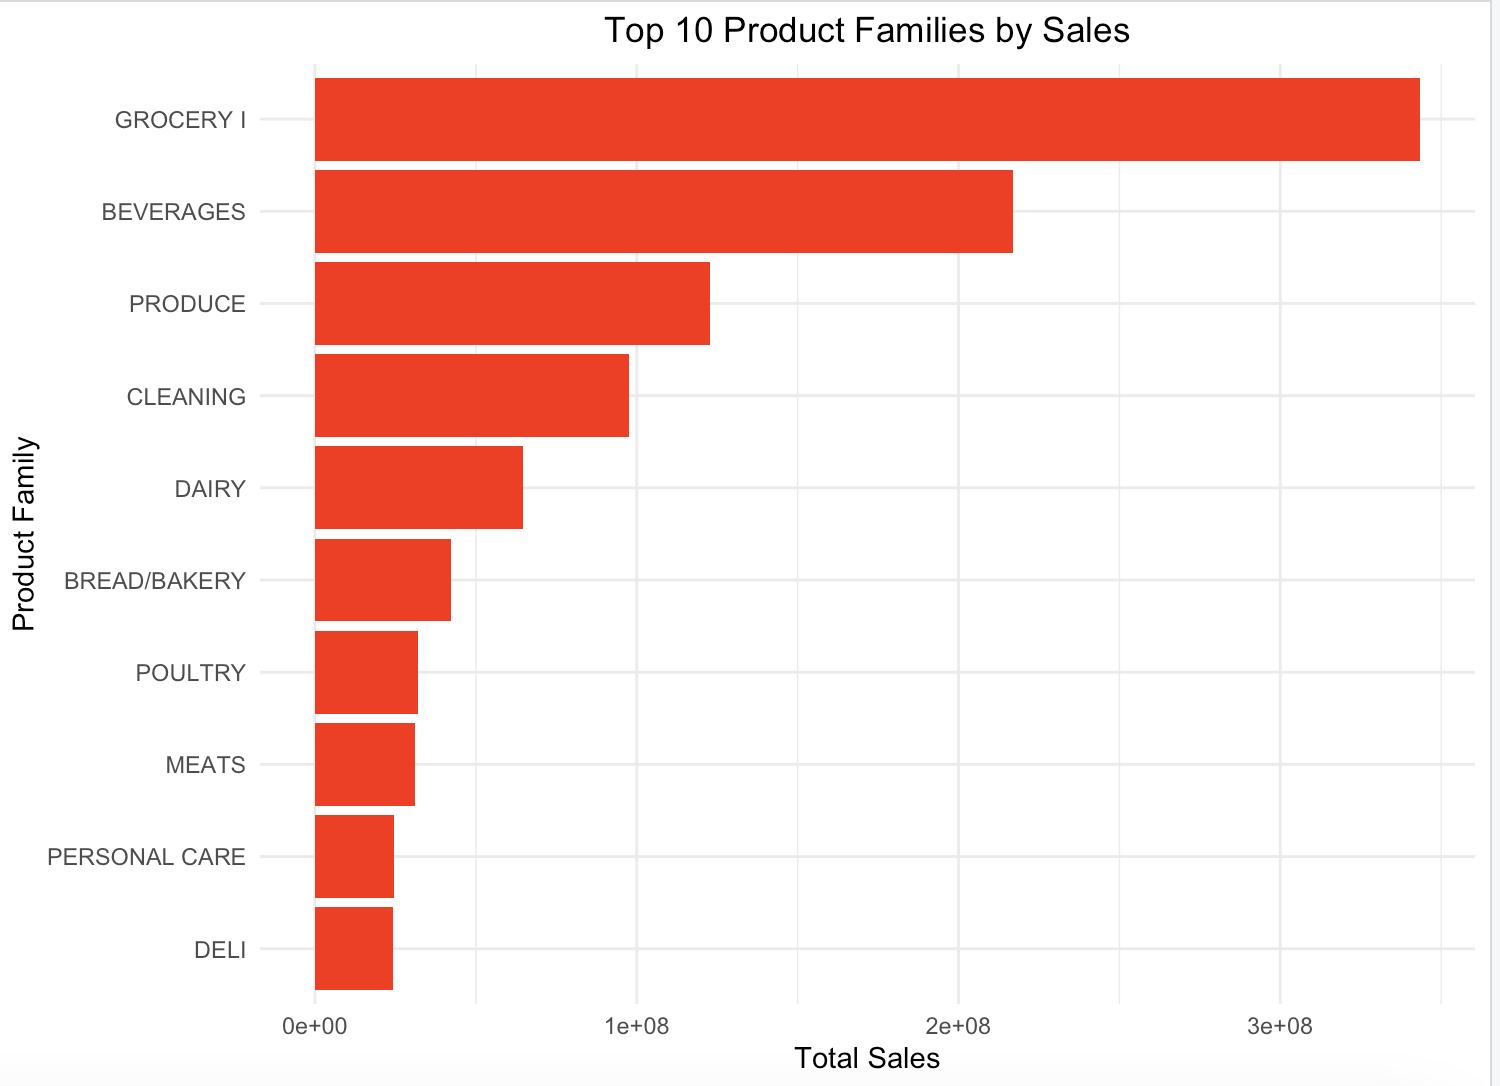 Top 10 Product Families by Sales
Product Family
GROCERY I
BEVERAGES
PRODUCE
CLEANING
DAIRY
BREAD/BAKERY
POULTRY
MEATS
PERSONAL CARE
DELI
0e+00 1e+08 2e+08 3e+08
Total Sales